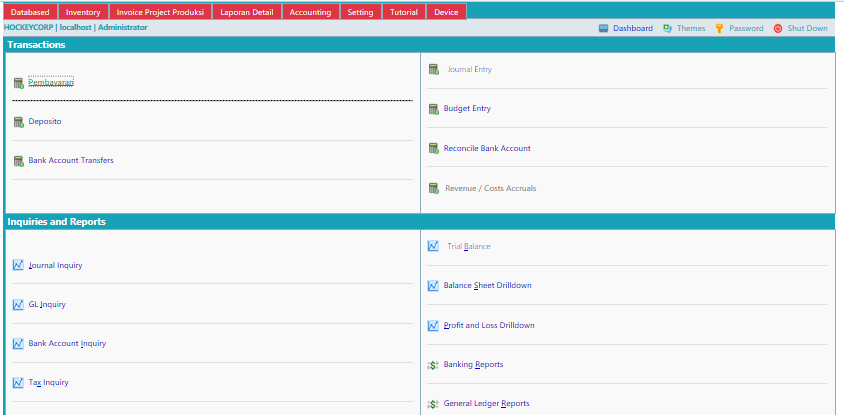 Databased Inventory Invoice Project Produksi Laporan Detail Accounting Setting Tutorial Device
HOCKEYCORP | localhost | Administrator Dashboard Themes Password Shut Down
Transactions
Pembayaran
Deposito
Bank Account Transfers
Journal Entry
Budget Entry
Reconcile Bank Account
Revenue / Costs Accruals
Inquiries and Reports
Journal Inquiry
GL Inquiry
Bank Account Inquiry
Tax Inquiry
Trial Balance
Balance Sheet Drilldown
Profit and Loss Drilldown
Banking Reports
General Ledger Reports